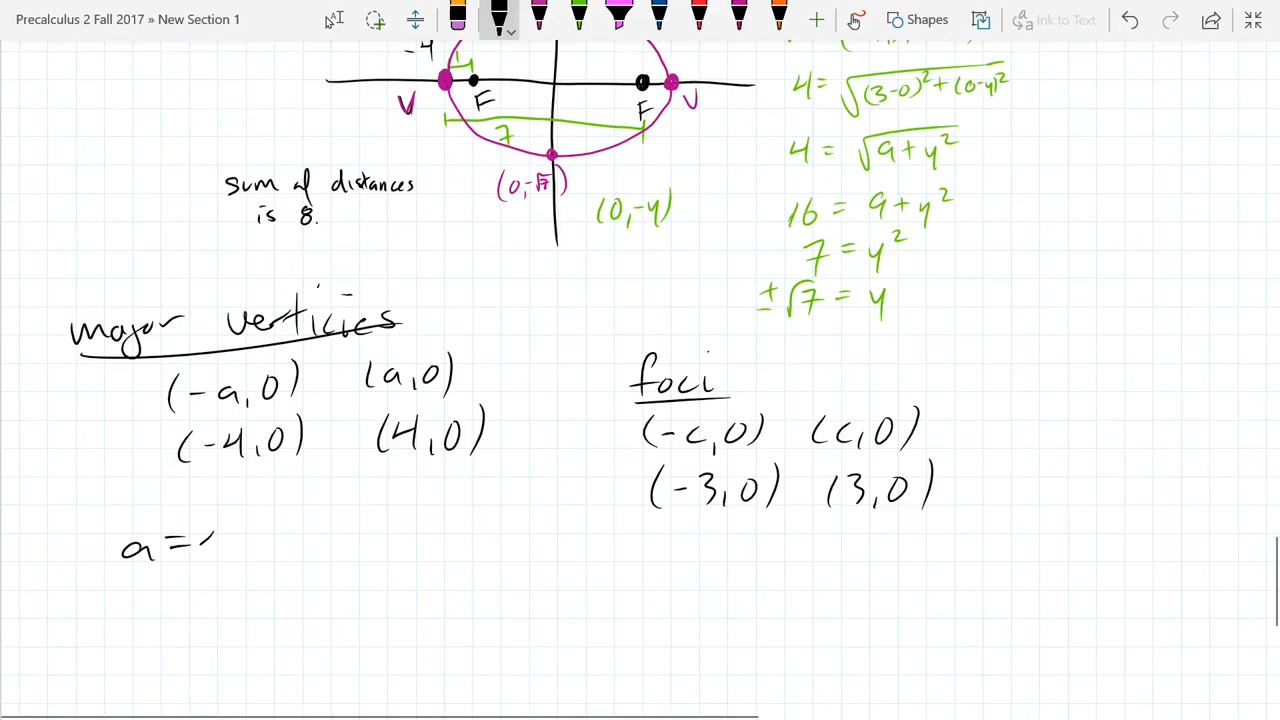 Precalculus 2 Fall 2017 » New Section 1
Shapes
Ink to Text
-4
1
V
F
F
V
7
(0,-√7)
(0,-y)
sum of distances
is 8.
4 = √(3-0)²+(0-y)²
4 = √9+y²
16 = 9+y²
7 = y²
±√7 = y
major verticies
(-a,0) (a,0)
(-4,0) (4,0)
foci
(-c,0) (c,0)
(-3,0) (3,0)
a =